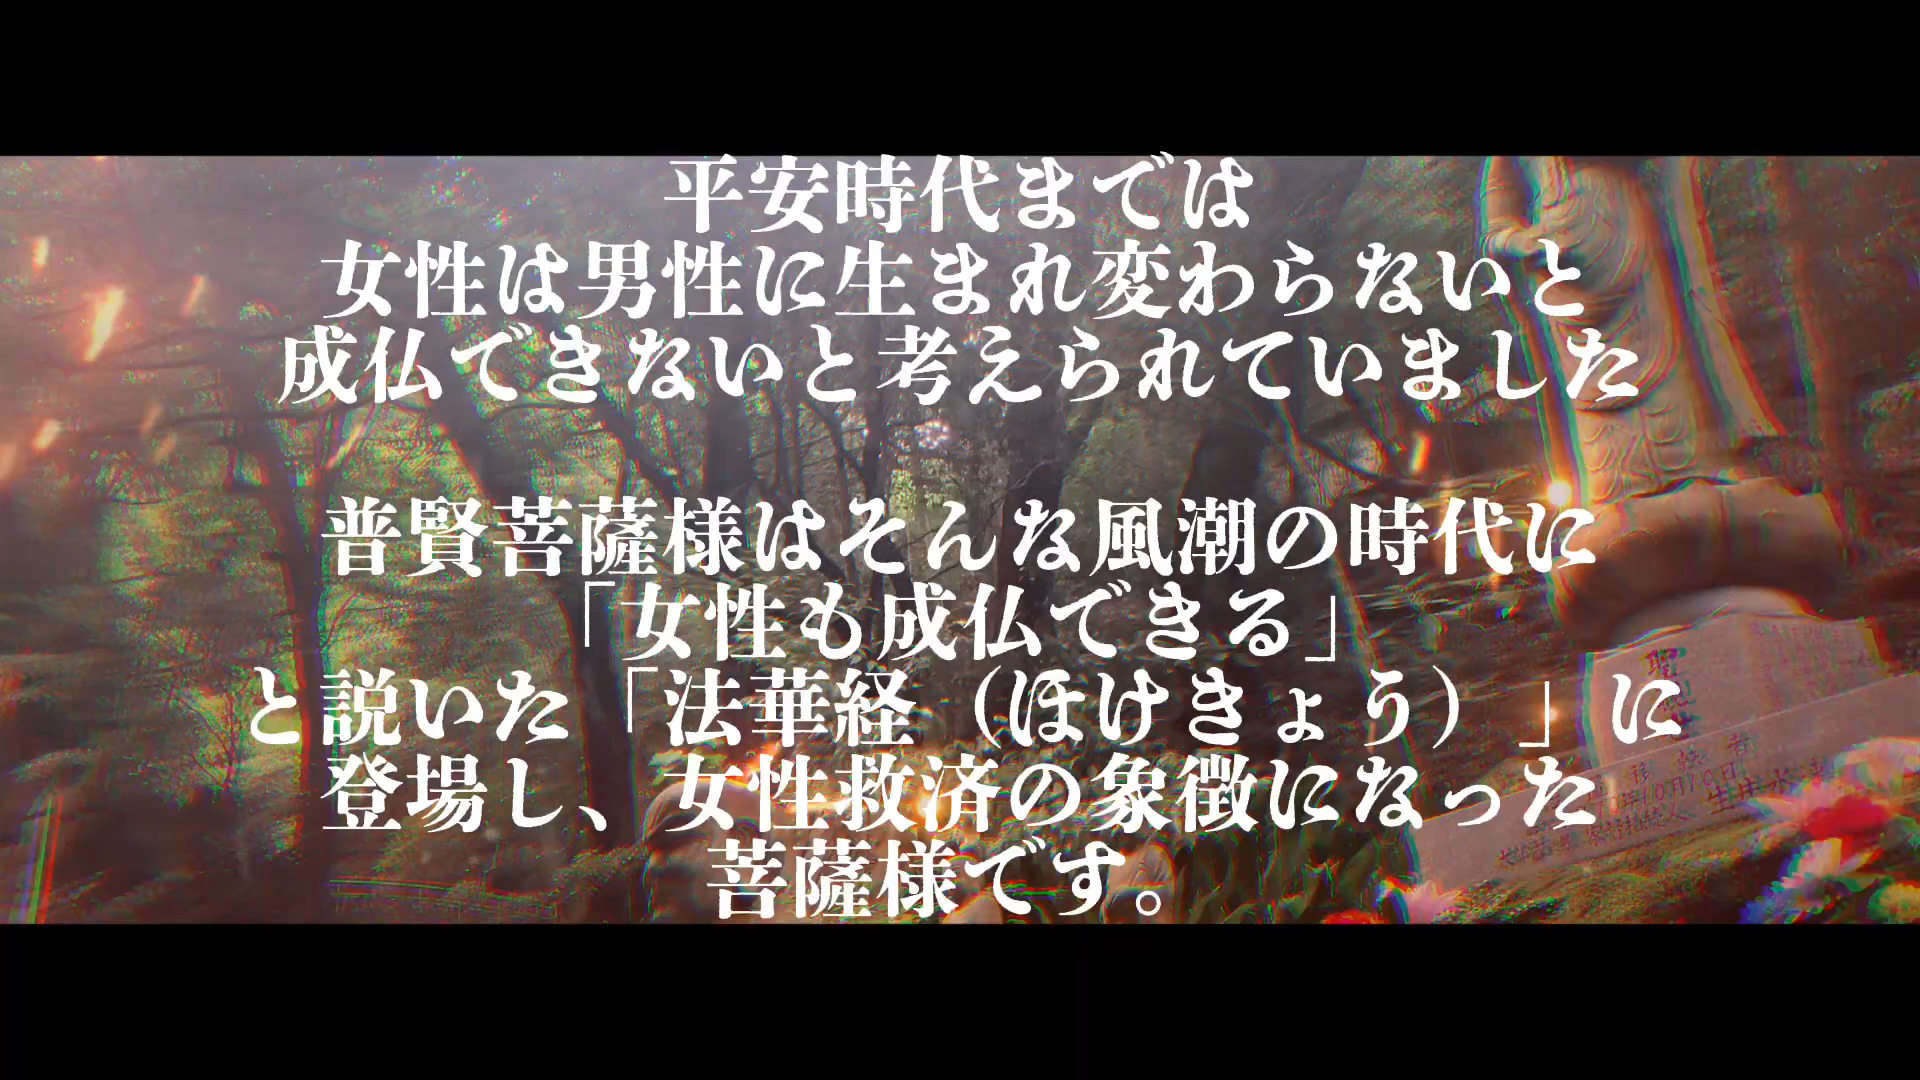 平安時代までは
女性は男性に生まれ変わらないと
成仏できないと考えられていました
普賢菩薩様はそんな風潮の時代に
「女性も成仏できる」
と説いた「法華経（ほけきょう）」に
登場し、女性救済の象徴になった
菩薩様です。